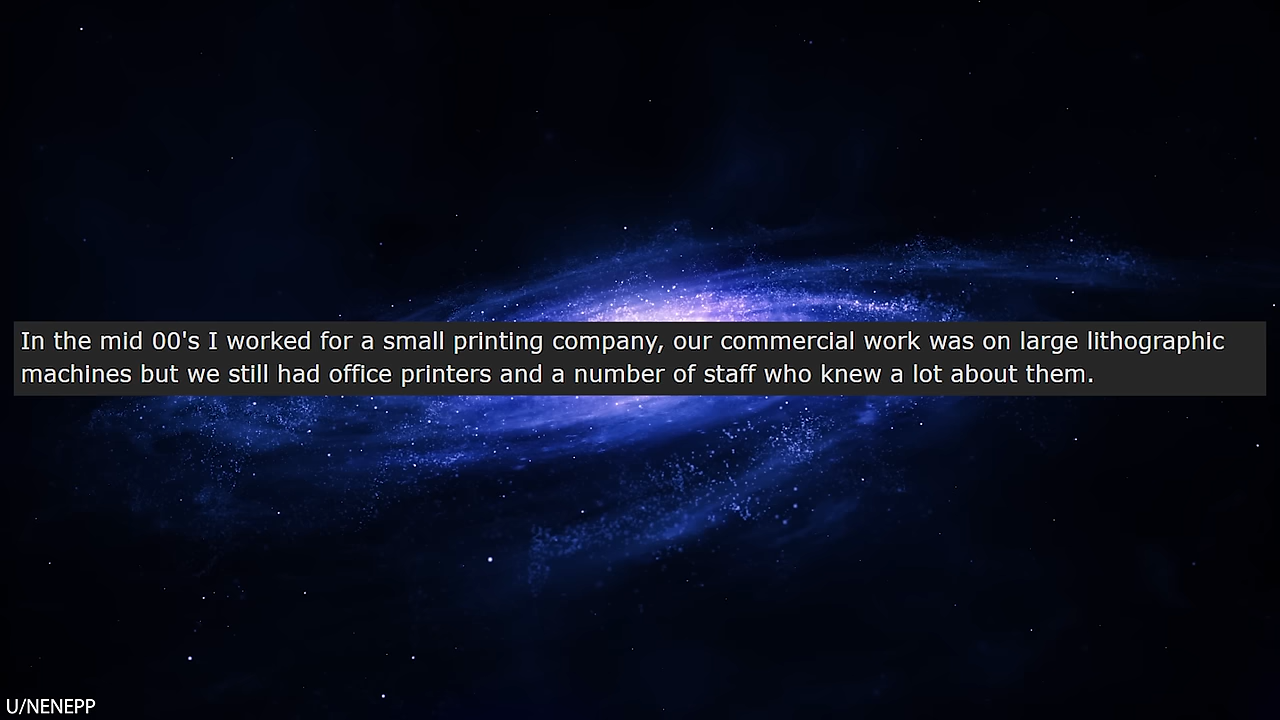 In the mid 00's I worked for a small printing company, our commercial work was on large lithographic
machines but we still had office printers and a number of staff who knew a lot about them.
U/NENEPP